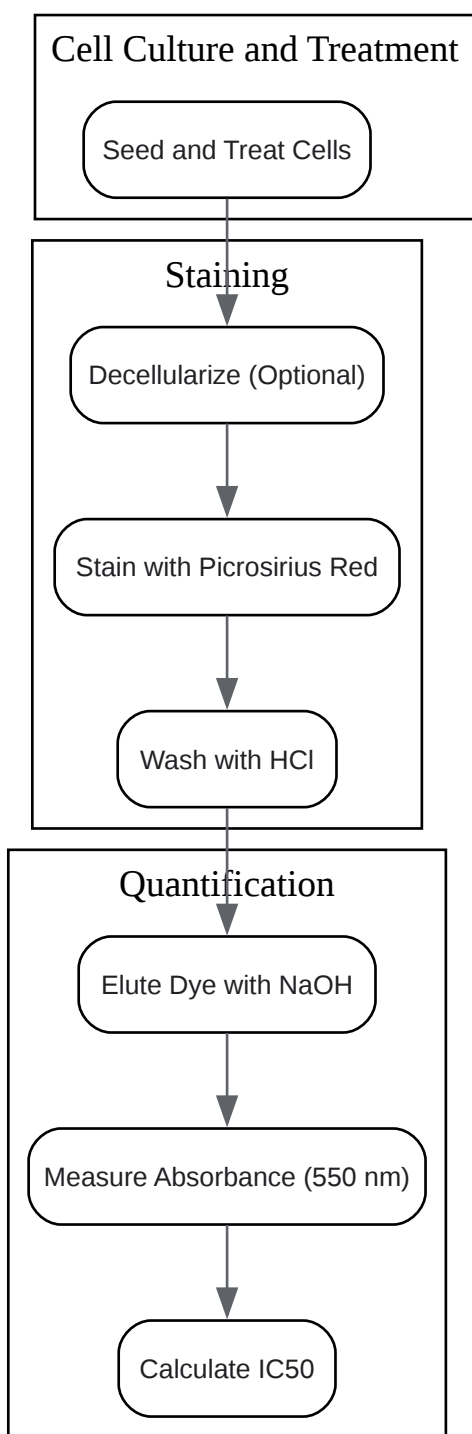 Cell Culture and Treatment
Seed and Treat Cells
Staining
Decellularize (Optional)
Stain with Picrosirius Red
Wash with HCl
Quantification
Elute Dye with NaOH
Measure Absorbance (550 nm)
Calculate IC50